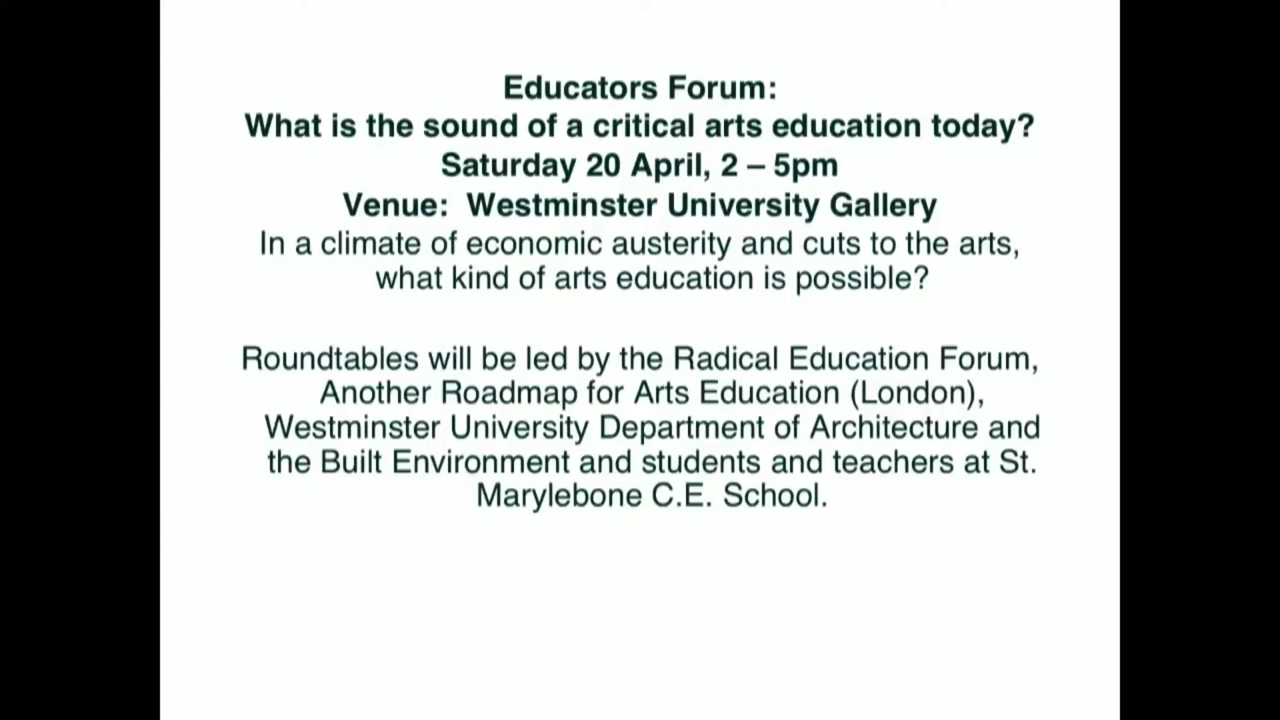 Educators Forum:
What is the sound of a critical arts education today?
Saturday 20 April, 2 – 5pm
Venue:  Westminster University Gallery
In a climate of economic austerity and cuts to the arts,
what kind of arts education is possible?
Roundtables will be led by the Radical Education Forum,
Another Roadmap for Arts Education (London),
Westminster University Department of Architecture and
the Built Environment and students and teachers at St.
Marylebone C.E. School.